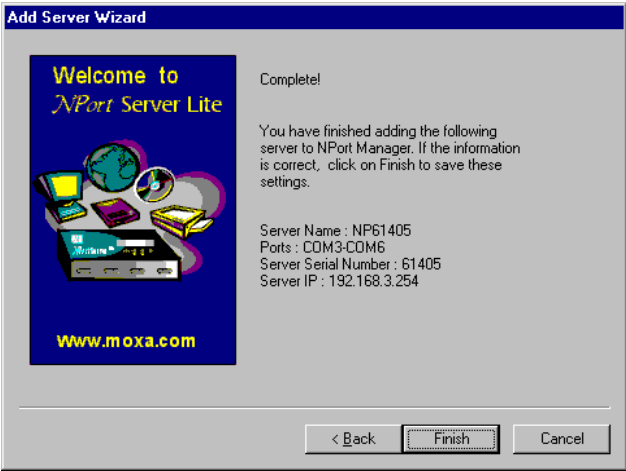 Add Server Wizard
Welcome to
NPort Server Lite
Www.moxa.com
Complete!
You have finished adding the following
server to NPort Manager. If the information
is correct, click on Finish to save these
settings.
Server Name : NP61405
Ports : COM3-COM6
Server Serial Number : 61405
Server IP : 192.168.3.254
< Back
Finish
Cancel